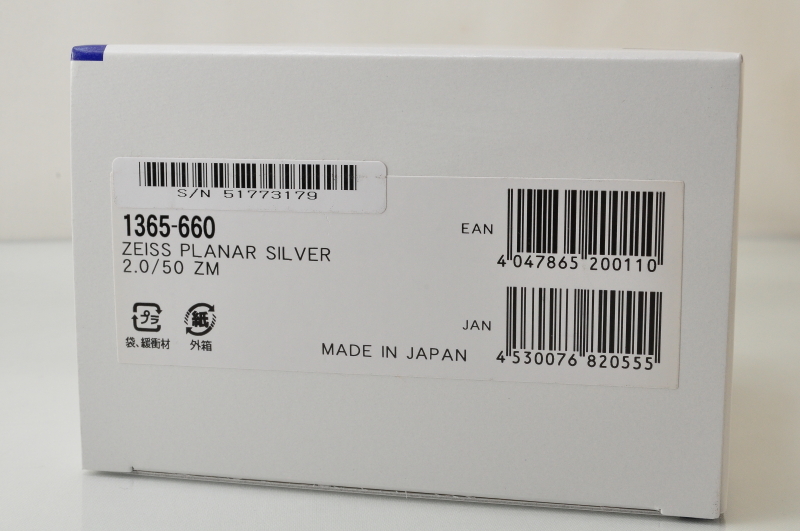 S/N 51773179
1365-660
ZEISS PLANAR SILVER
2.0/50 ZM
EAN
4 047865 200110
JAN
4 530076 820555
プラ
袋、緩衝材
紙
外箱
MADE IN JAPAN